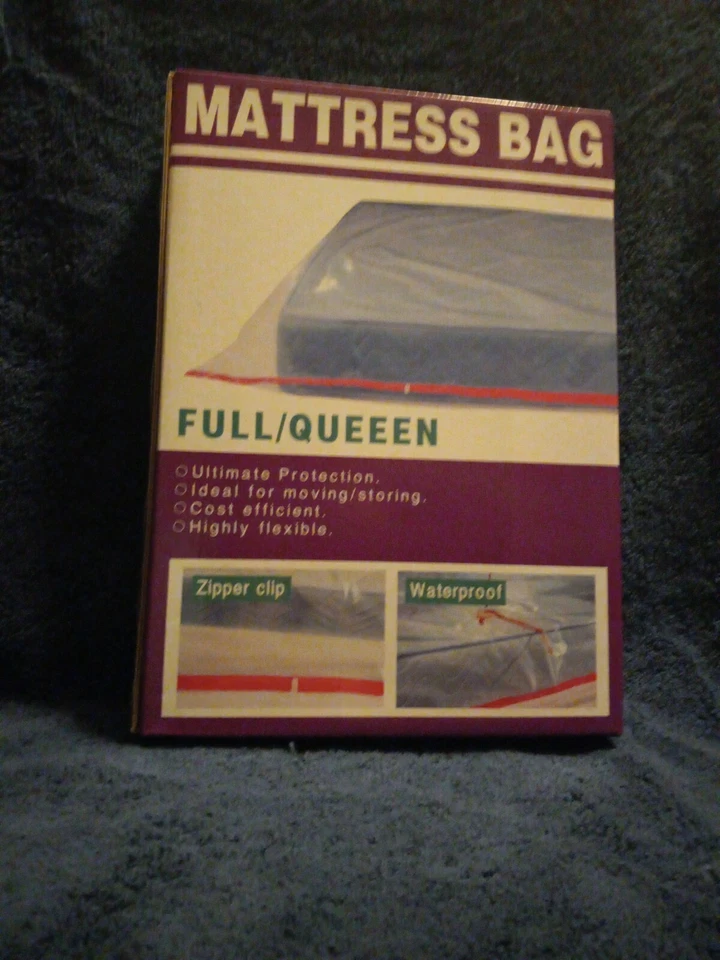 MATTRESS BAG
FULL/QUEEEN
Ultimate Protection.
Ideal for moving/storing.
Cost efficient.
Highly flexible.
Zipper clip
Waterproof